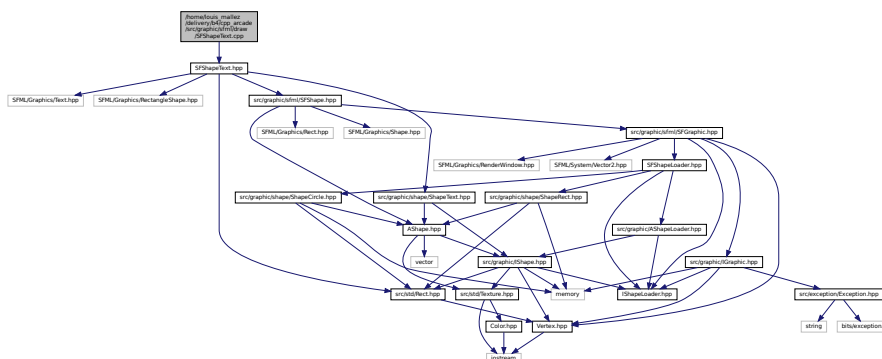 /home/louis_mallez
/delivery/b4/cpp_arcade
/src/graphic/sfml/draw
/SFShapeText.cpp
SFShapeText.hpp
SFML/Graphics/Text.hpp
SFML/Graphics/RectangleShape.hpp
src/graphic/sfml/SFShape.hpp
SFML/Graphics/Rect.hpp
SFML/Graphics/Shape.hpp
src/graphic/sfml/SFGraphic.hpp
SFML/Graphics/RenderWindow.hpp
SFML/System/Vector2.hpp
SFShapeLoader.hpp
src/graphic/shape/ShapeCircle.hpp
src/graphic/shape/ShapeText.hpp
src/graphic/shape/ShapeRect.hpp
AShape.hpp
src/graphic/AShapeLoader.hpp
vector
src/graphic/IShape.hpp
src/graphic/IGraphic.hpp
src/std/Rect.hpp
src/std/Texture.hpp
memory
IShapeLoader.hpp
src/exception/Exception.hpp
Color.hpp
Vertex.hpp
string
bits/exception
iostream